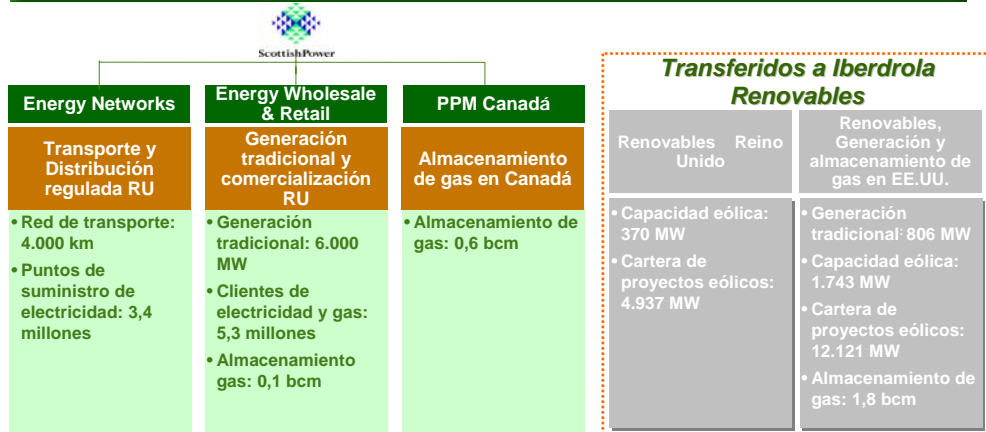 ScottishPower
Energy Networks
Transporte y
Distribución
regulada RU
• Red de transporte:
4.000 km
• Puntos de
suministro de
electricidad: 3,4
millones
Energy Wholesale
& Retail
Generación
tradicional y
comercialización
RU
• Generación
tradicional: 6.000
MW
• Clientes de
electricidad y gas:
5,3 millones
• Almacenamiento
gas: 0,1 bcm
PPM Canadá
Almacenamiento
de gas en Canadá
• Almacenamiento de
gas: 0,6 bcm
Transferidos a Iberdrola
Renovables
Renovables Reino
Unido
• Capacidad eólica:
370 MW
• Cartera de
proyectos eólicos:
4.937 MW
Renovables,
Generación y
almacenamiento de
gas en EE.UU.
• Generación
tradicional: 806 MW
• Capacidad eólica:
1.743 MW
• Cartera de
proyectos eólicos:
12.121 MW
• Almacenamiento de
gas: 1,8 bcm